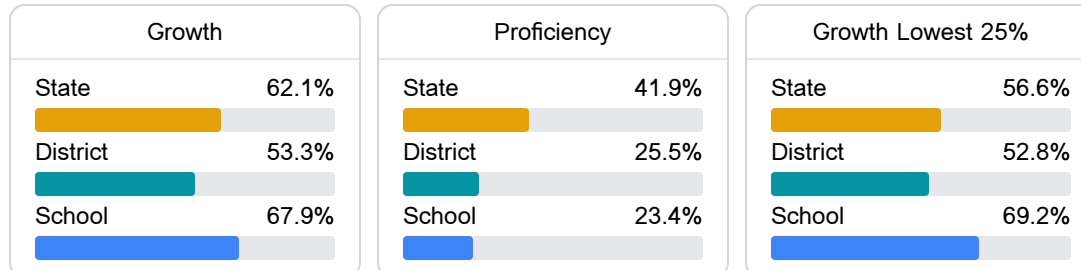 Growth
State 62.1%
District 53.3%
School 67.9%
Proficiency
State 41.9%
District 25.5%
School 23.4%
Growth Lowest 25%
State 56.6%
District 52.8%
School 69.2%